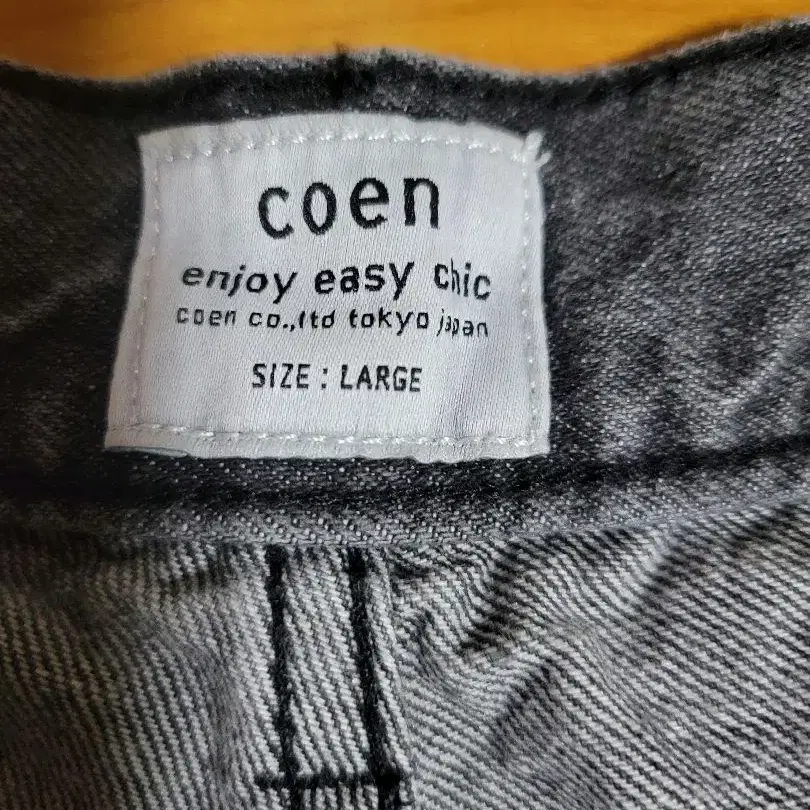 coen
enjoy easy chic
coen co.,ltd tokyo japan
SIZE : LARGE